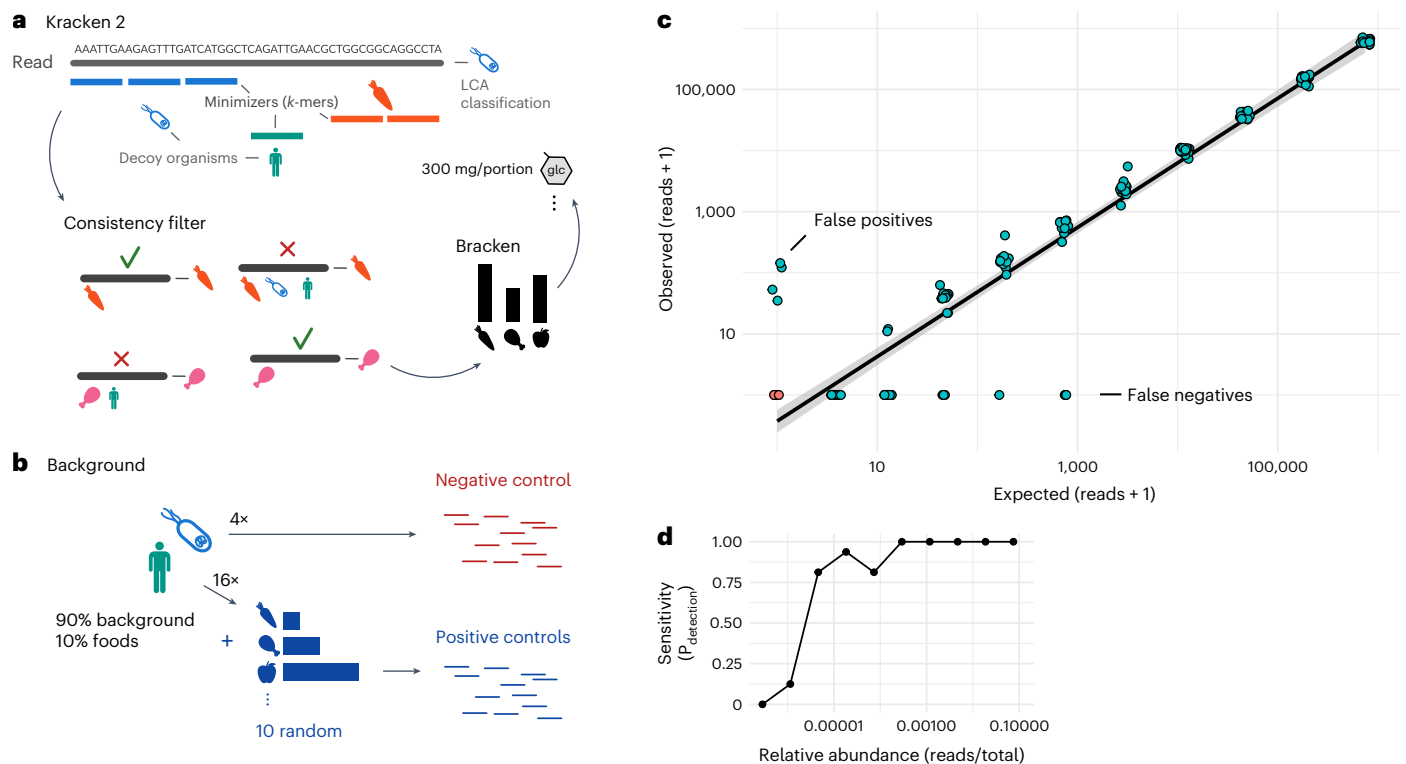 a
Kracken 2
AAATTGAAGAGTTTGATCATGGCTCAGATTGAACGCTGGCGGCAGGCCTA
Read
LCA
classification
Minimizers (k-mers)
Decoy organisms
300 mg/portion
glc
Consistency filter
Bracken
b
Background
Negative control
4×
16×
90% background
10% foods
+
Positive controls
10 random
c
Observed (reads + 1)
100,000
1,000
10
False positives
False negatives
10
1,000
100,000
Expected (reads + 1)
d
Sensitivity
(Pdetection)
1.00
0.75
0.50
0.25
0
0.00001
0.00100
0.10000
Relative abundance (reads/total)